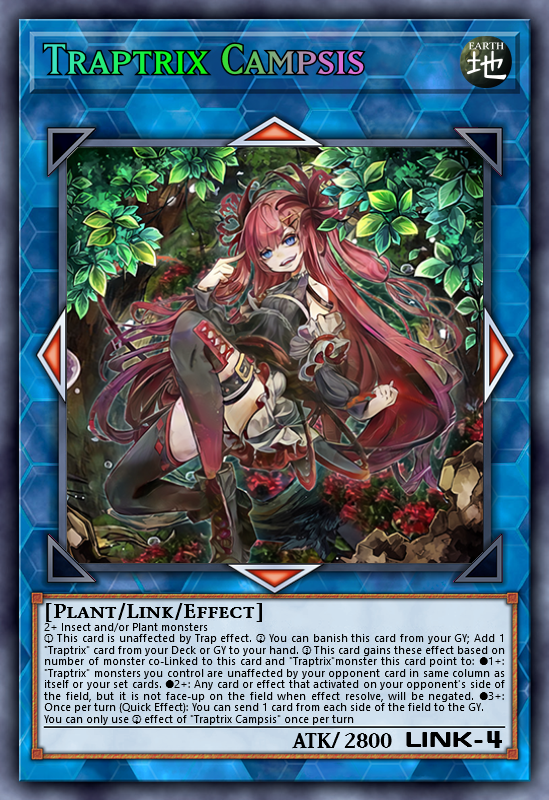 Traptrix Campsis
EARTH
地
[Plant/Link/Effect]
2+ Insect and/or Plant monsters
① This card is unaffected by Trap effect. ② You can banish this card from your GY; Add 1
"Traptrix" card from your Deck or GY to your hand. ③ This card gains these effect based on
number of monster co-Linked to this card and "Traptrix"monster this card point to: ●1+:
"Traptrix" monsters you control are unaffected by your opponent card in same column as
itself or your set cards. ●2+: Any card or effect that activated on your opponent's side of
the field, but it is not face-up on the field when effect resolve, will be negated. ●3+:
Once per turn (Quick Effect): You can send 1 card from each side of the field to the GY.
You can only use ② effect of "Traptrix Campsis" once per turn
ATK/ 2800 LINK-4